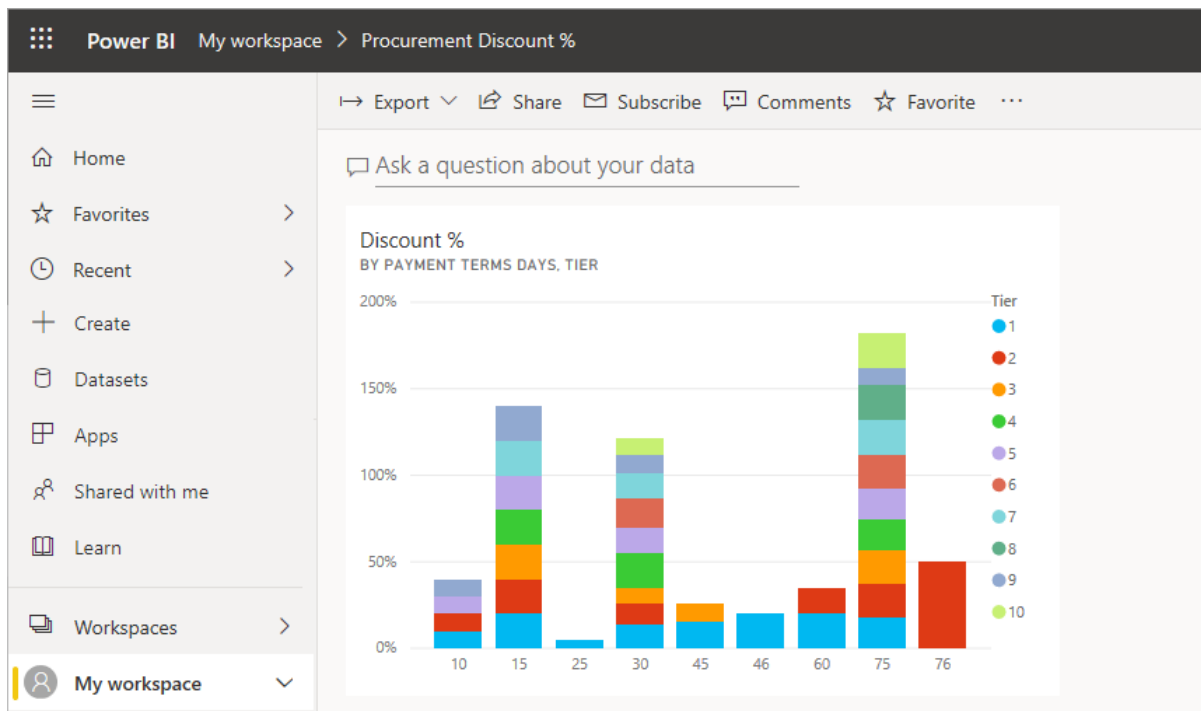 Power BI My workspace > Procurement Discount %
Export Share Subscribe Comments Favorite ...
Home
Favorites
Recent
Create
Datasets
Apps
Shared with me
Learn
Workspaces
My workspace
Ask a question about your data
Discount %
BY PAYMENT TERMS DAYS, TIER
200%
150%
100%
50%
0%
10 15 25 30 45 46 60 75 76
Tier
1
2
3
4
5
6
7
8
9
10